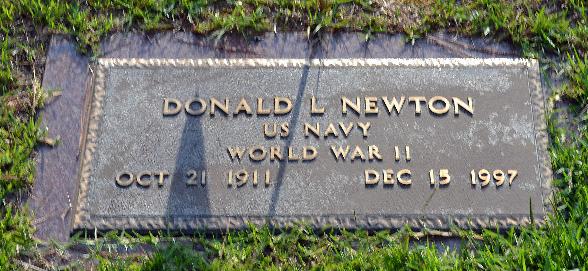 DONALD L NEWTON
US NAVY
WORLD WAR II
OCT 21 1911 DEC 15 1997